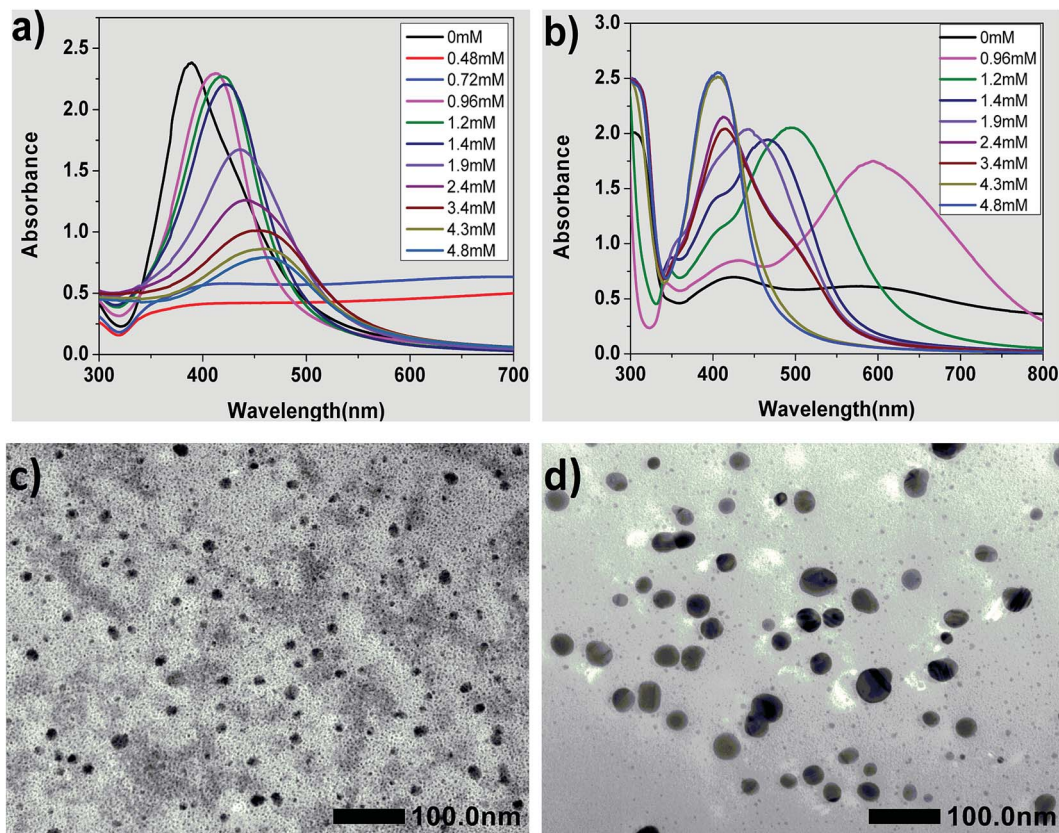 a)
2.5
2.0
1.5
1.0
0.5
0.0
Absorbance
300 400 500 600 700
Wavelength(nm)
0mM
0.48mM
0.72mM
0.96mM
1.2mM
1.4mM
1.9mM
2.4mM
3.4mM
4.3mM
4.8mM
b)
3.0
2.5
2.0
1.5
1.0
0.5
0.0
Absorbance
300 400 500 600 700 800
Wavelength(nm)
0mM
0.96mM
1.2mM
1.4mM
1.9mM
2.4mM
3.4mM
4.3mM
4.8mM
c)
100.0nm
d)
100.0nm